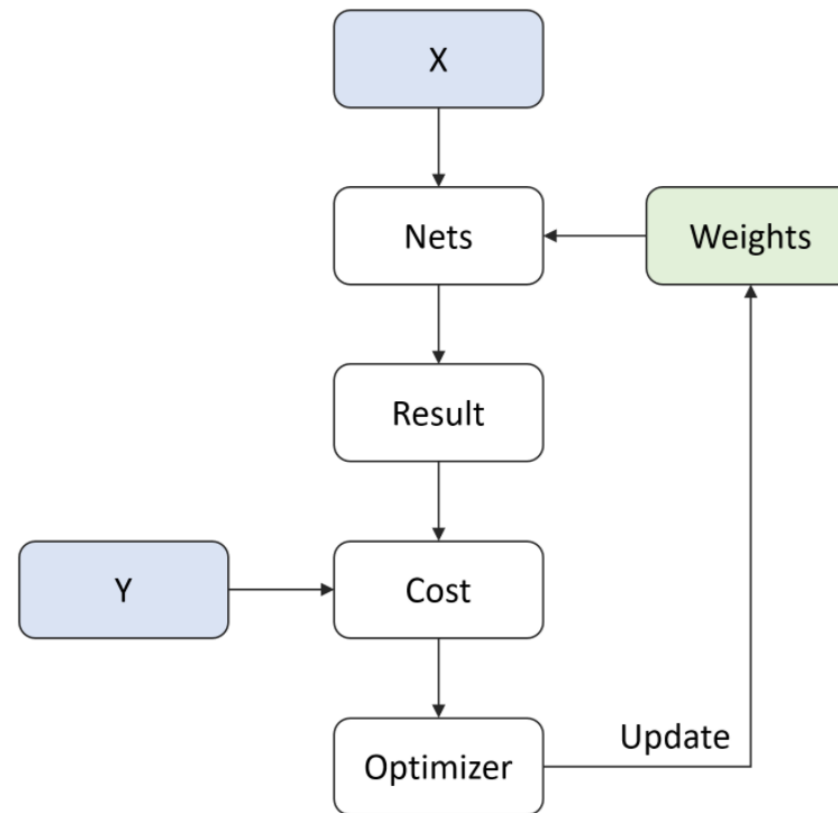 X
Nets
Weights
Result
Y
Cost
Update
Optimizer